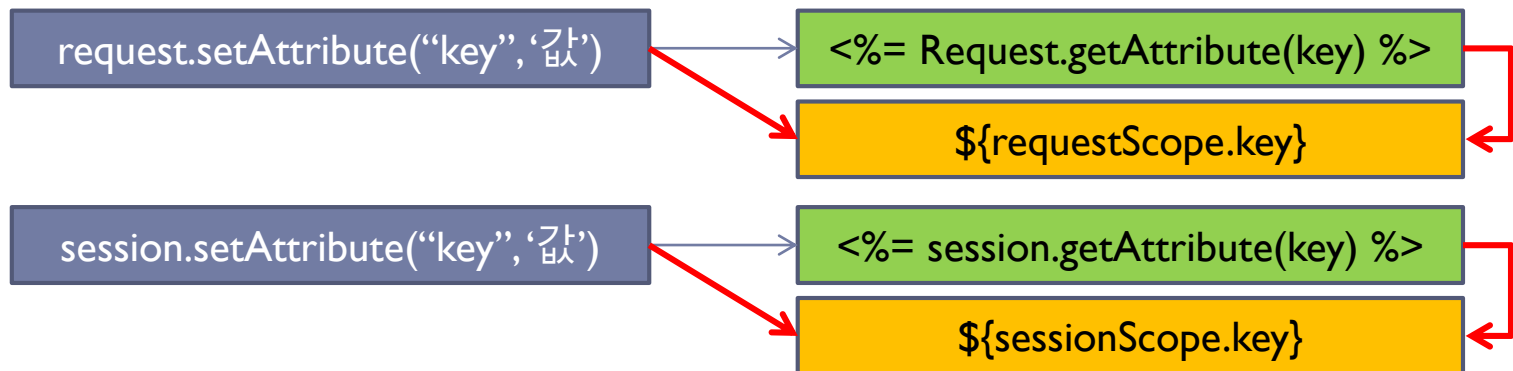 request.setAttribute(“key”,‘값’)
<%= Request.getAttribute(key) %>
${requestScope.key}
session.setAttribute(“key”,‘값’)
<%= session.getAttribute(key) %>
${sessionScope.key}